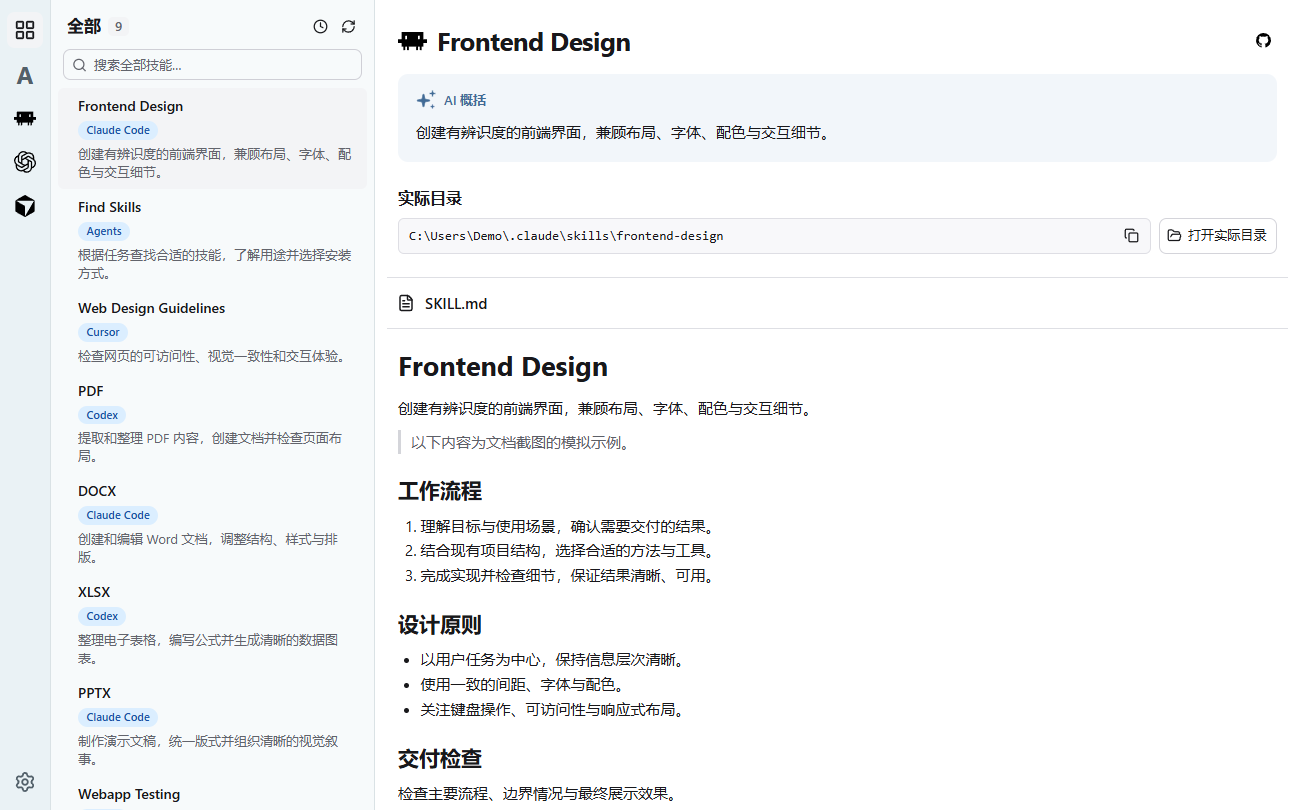 全部 9
搜索全部技能...
Frontend Design
Claude Code
创建有辨识度的前端界面，兼顾布局、字体、配
色与交互细节。
Find Skills
Agents
根据任务查找合适的技能，了解用途并选择安装
方式。
Web Design Guidelines
Cursor
检查网页的可访问性、视觉一致性和交互体验。
PDF
Codex
提取和整理 PDF 内容，创建文档并检查页面布
局。
DOCX
Claude Code
创建和编辑 Word 文档，调整结构、样式与排
版。
XLSX
Codex
整理电子表格，编写公式并生成清晰的数据图
表。
PPTX
Claude Code
制作演示文稿，统一版式并组织清晰的视觉叙
事。
Webapp Testing
Frontend Design
AI 概括
创建有辨识度的前端界面，兼顾布局、字体、配色与交互细节。
实际目录
C:\Users\Demo\.claude\skills\frontend-design
打开实际目录
SKILL.md
Frontend Design
创建有辨识度的前端界面，兼顾布局、字体、配色与交互细节。
以下内容为文档截图的模拟示例。
工作流程
1. 理解目标与使用场景，确认需要交付的结果。
2. 结合现有项目结构，选择合适的方法与工具。
3. 完成实现并检查细节，保证结果清晰、可用。
设计原则
• 以用户任务为中心，保持信息层次清晰。
• 使用一致的间距、字体与配色。
• 关注键盘操作、可访问性与响应式布局。
交付检查
检查主要流程、边界情况与最终展示效果。